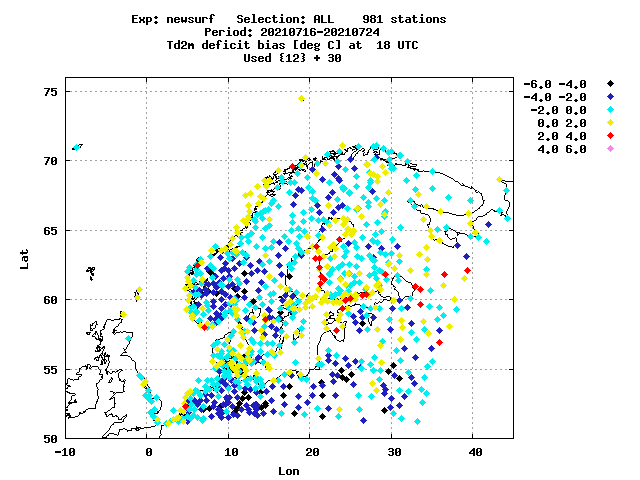 Exp: newsurf   Selection: ALL    981 stations
Period: 20210716-20210724
Td2m deficit bias [deg C] at  18 UTC
Used {12} + 30
-6.0 -4.0
-4.0 -2.0
-2.0 0.0
0.0 2.0
2.0 4.0
4.0 6.0
75
70
65
60
55
50
Lat
-10 0 10 20 30 40
Lon